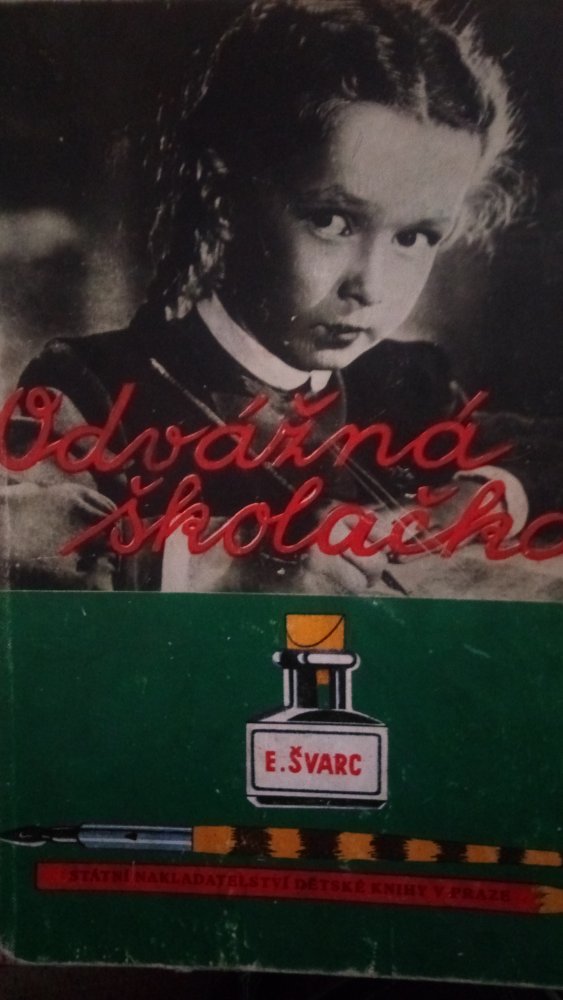 Odvážná
školačka
E. ŠVARC
STÁTNÍ NAKLADATELSTVÍ DĚTSKÉ KNIHY V PRAZE